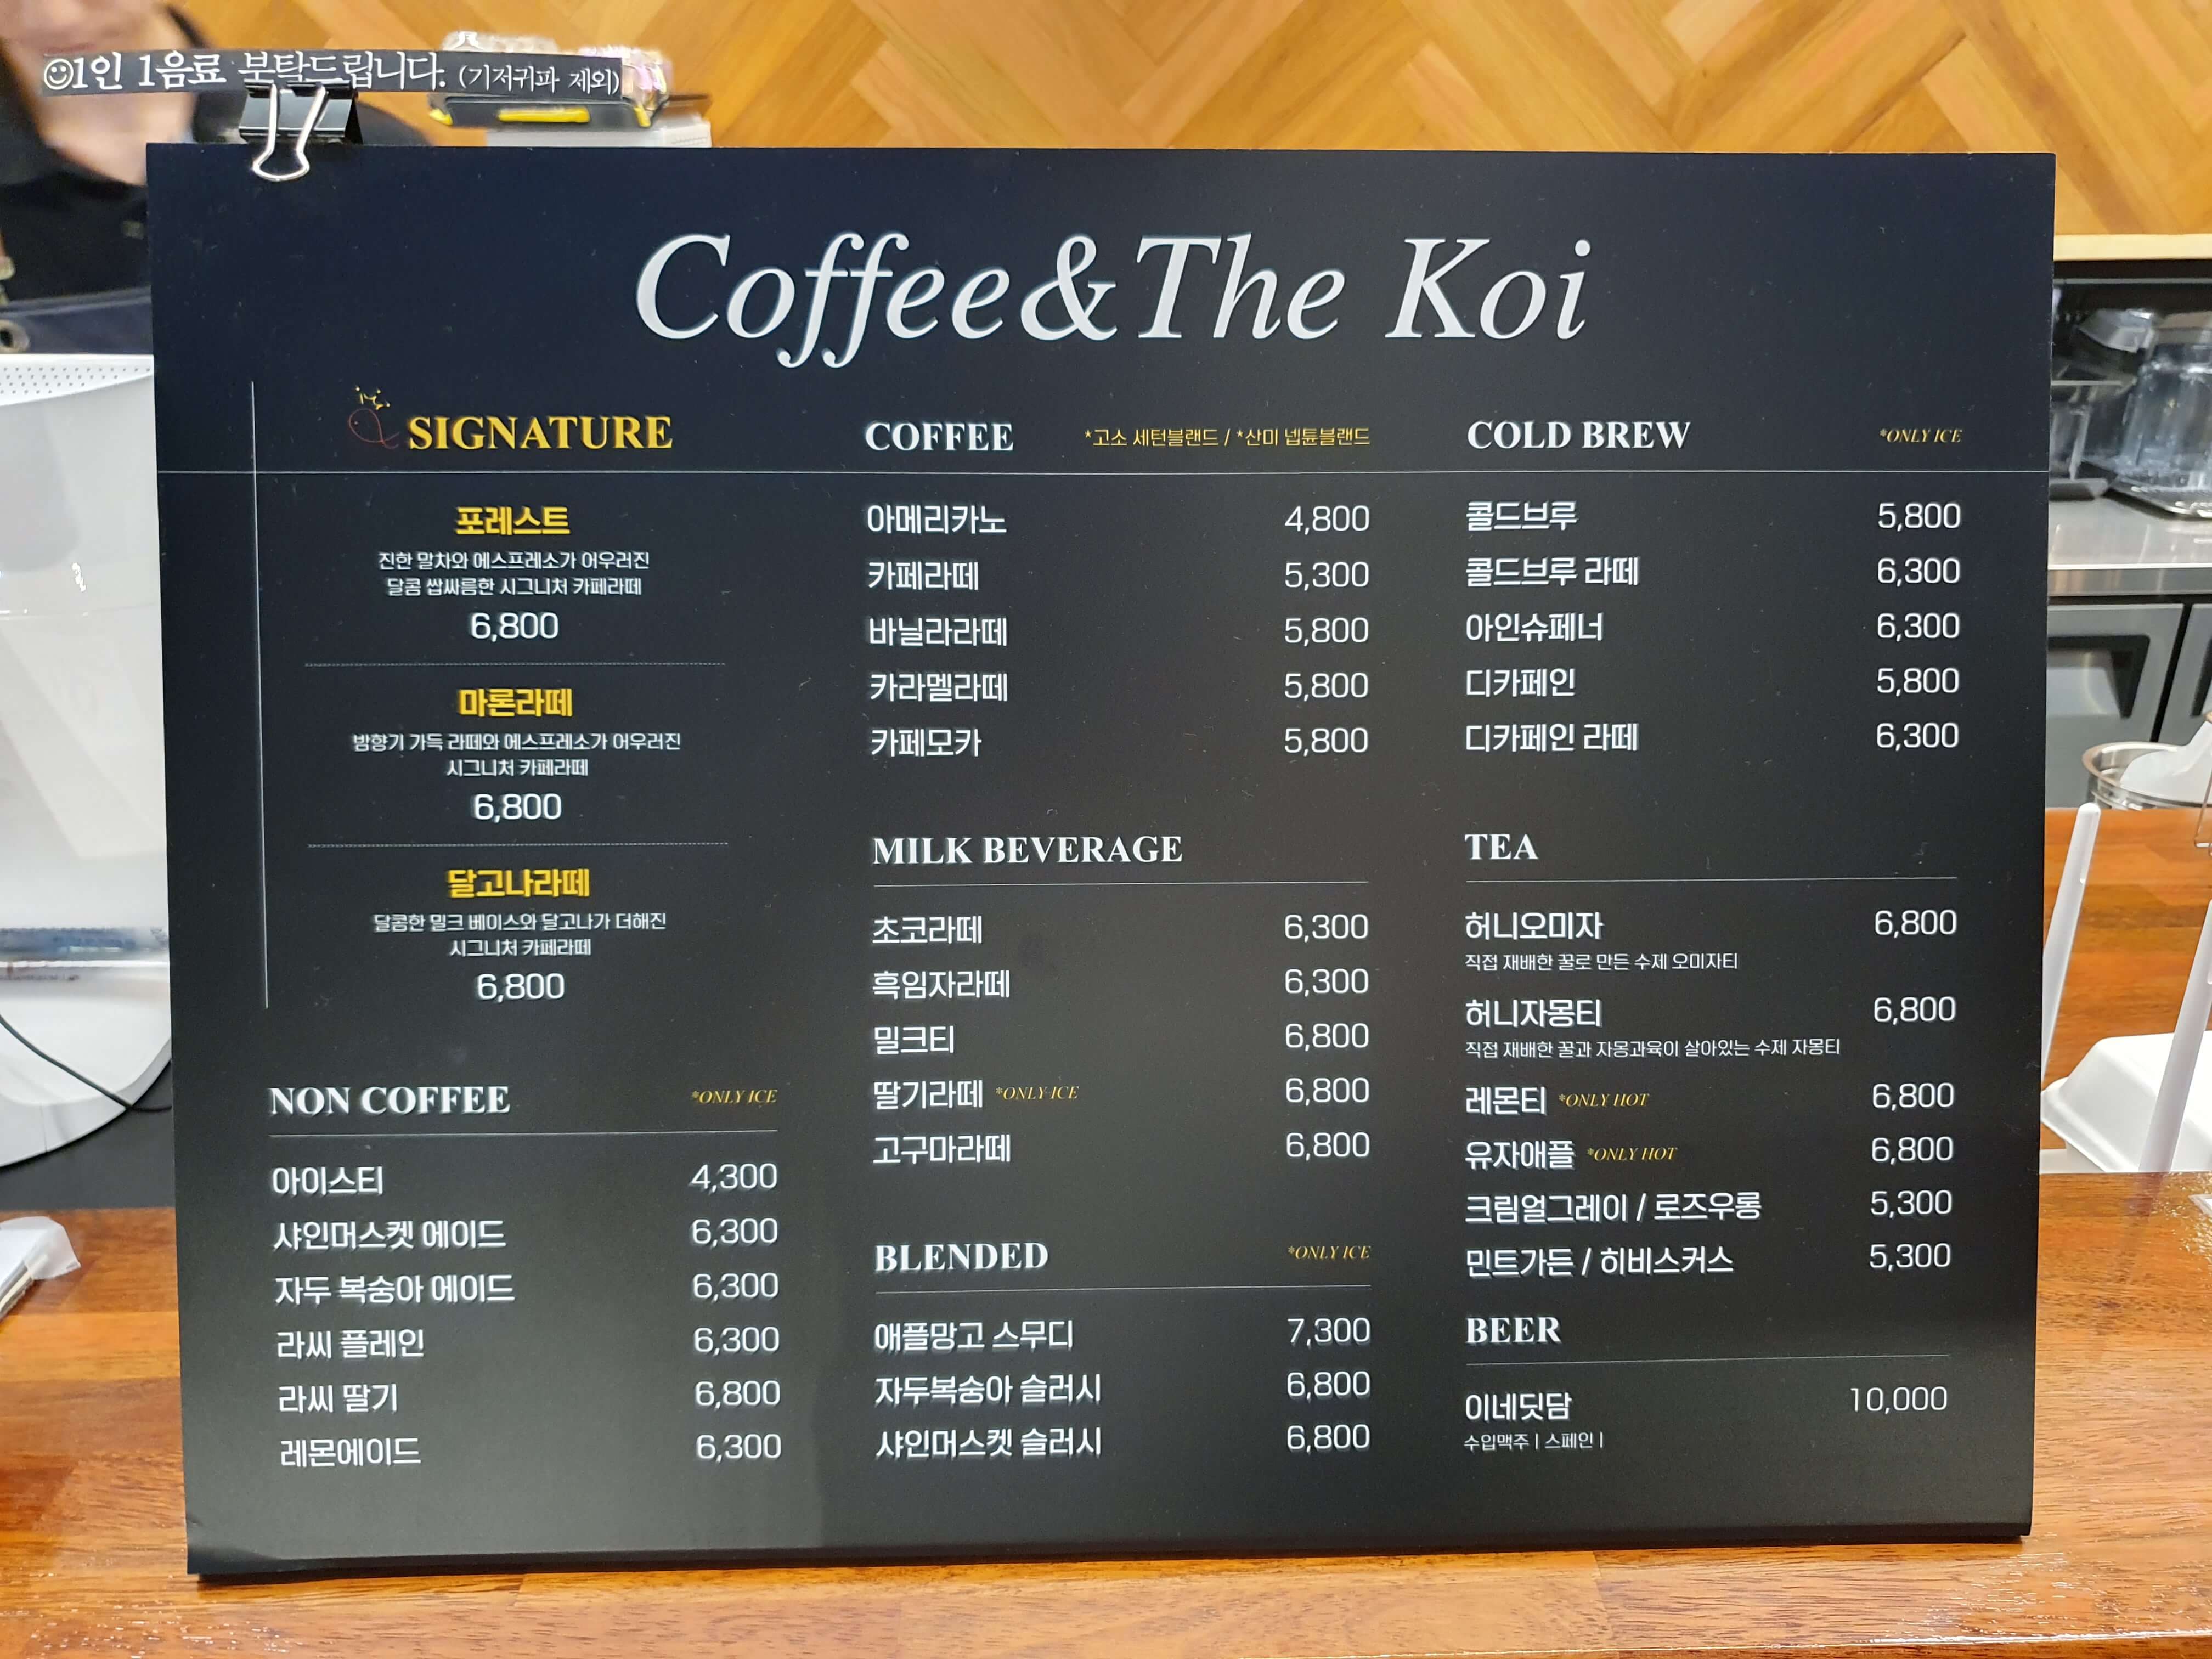 ☺1인 1음료 부탁드립니다. (기저귀파 제외)
Coffee&The Koi
SIGNATURE
포레스트
진한 말차와 에스프레소가 어우러진
달콤 쌉싸름한 시그니처 카페라떼
6,800
마론라떼
밤향기 가득 라떼와 에스프레소가 어우러진
시그니처 카페라떼
6,800
달고나라떼
달콤한 밀크 베이스와 달고나가 더해진
시그니처 카페라떼
6,800
NON COFFEE *ONLY ICE
아이스티 4,300
샤인머스켓 에이드 6,300
자두 복숭아 에이드 6,300
라씨 플레인 6,300
라씨 딸기 6,800
레몬에이드 6,300
COFFEE *고소 세턴블랜드 / *산미 넵튠블랜드
아메리카노 4,800
카페라떼 5,300
바닐라라떼 5,800
카라멜라떼 5,800
카페모카 5,800
MILK BEVERAGE
초코라떼 6,300
흑임자라떼 6,300
밀크티 6,800
딸기라떼 *ONLY ICE 6,800
고구마라떼 6,800
BLENDED *ONLY ICE
애플망고 스무디 7,300
자두복숭아 슬러시 6,800
샤인머스켓 슬러시 6,800
COLD BREW *ONLY ICE
콜드브루 5,800
콜드브루 라떼 6,300
아인슈페너 6,300
디카페인 5,800
디카페인 라떼 6,300
TEA
허니오미자 6,800
직접 재배한 꿀로 만든 수제 오미자티
허니자몽티 6,800
직접 재배한 꿀과 자몽과육이 살아있는 수제 자몽티
레몬티 *ONLY HOT 6,800
유자애플 *ONLY HOT 6,800
크림얼그레이 / 로즈우롱 5,300
민트가든 / 히비스커스 5,300
BEER
이네딧담 10,000
수입맥주 | 스페인 |